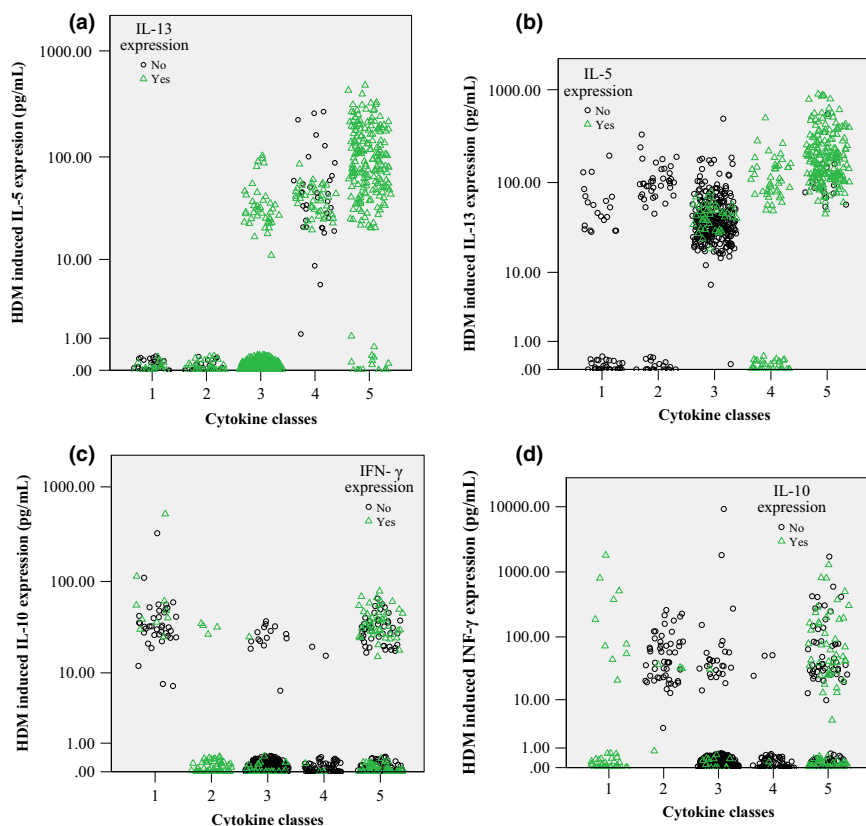 (a)
IL-13
expression
No
Yes
HDM induced IL-5 expresion (pg/mL)
1000.00
100.00
10.00
1.00
.00
1 2 3 4 5
Cytokine classes
(b)
IL-5
expression
No
Yes
HDM induced IL-13 expression (pg/mL)
1000.00
100.00
10.00
1.00
.00
1 2 3 4 5
Cytokine classes
(c)
IFN- γ
expression
No
Yes
HDM induced IL-10 expression (pg/mL)
1000.00
100.00
10.00
1.00
.00
1 2 3 4 5
Cytokine classes
(d)
IL-10
expression
No
Yes
HDM induced INF-γ expression (pg/mL)
10000.00
1000.00
100.00
10.00
1.00
.00
1 2 3 4 5
Cytokine classes